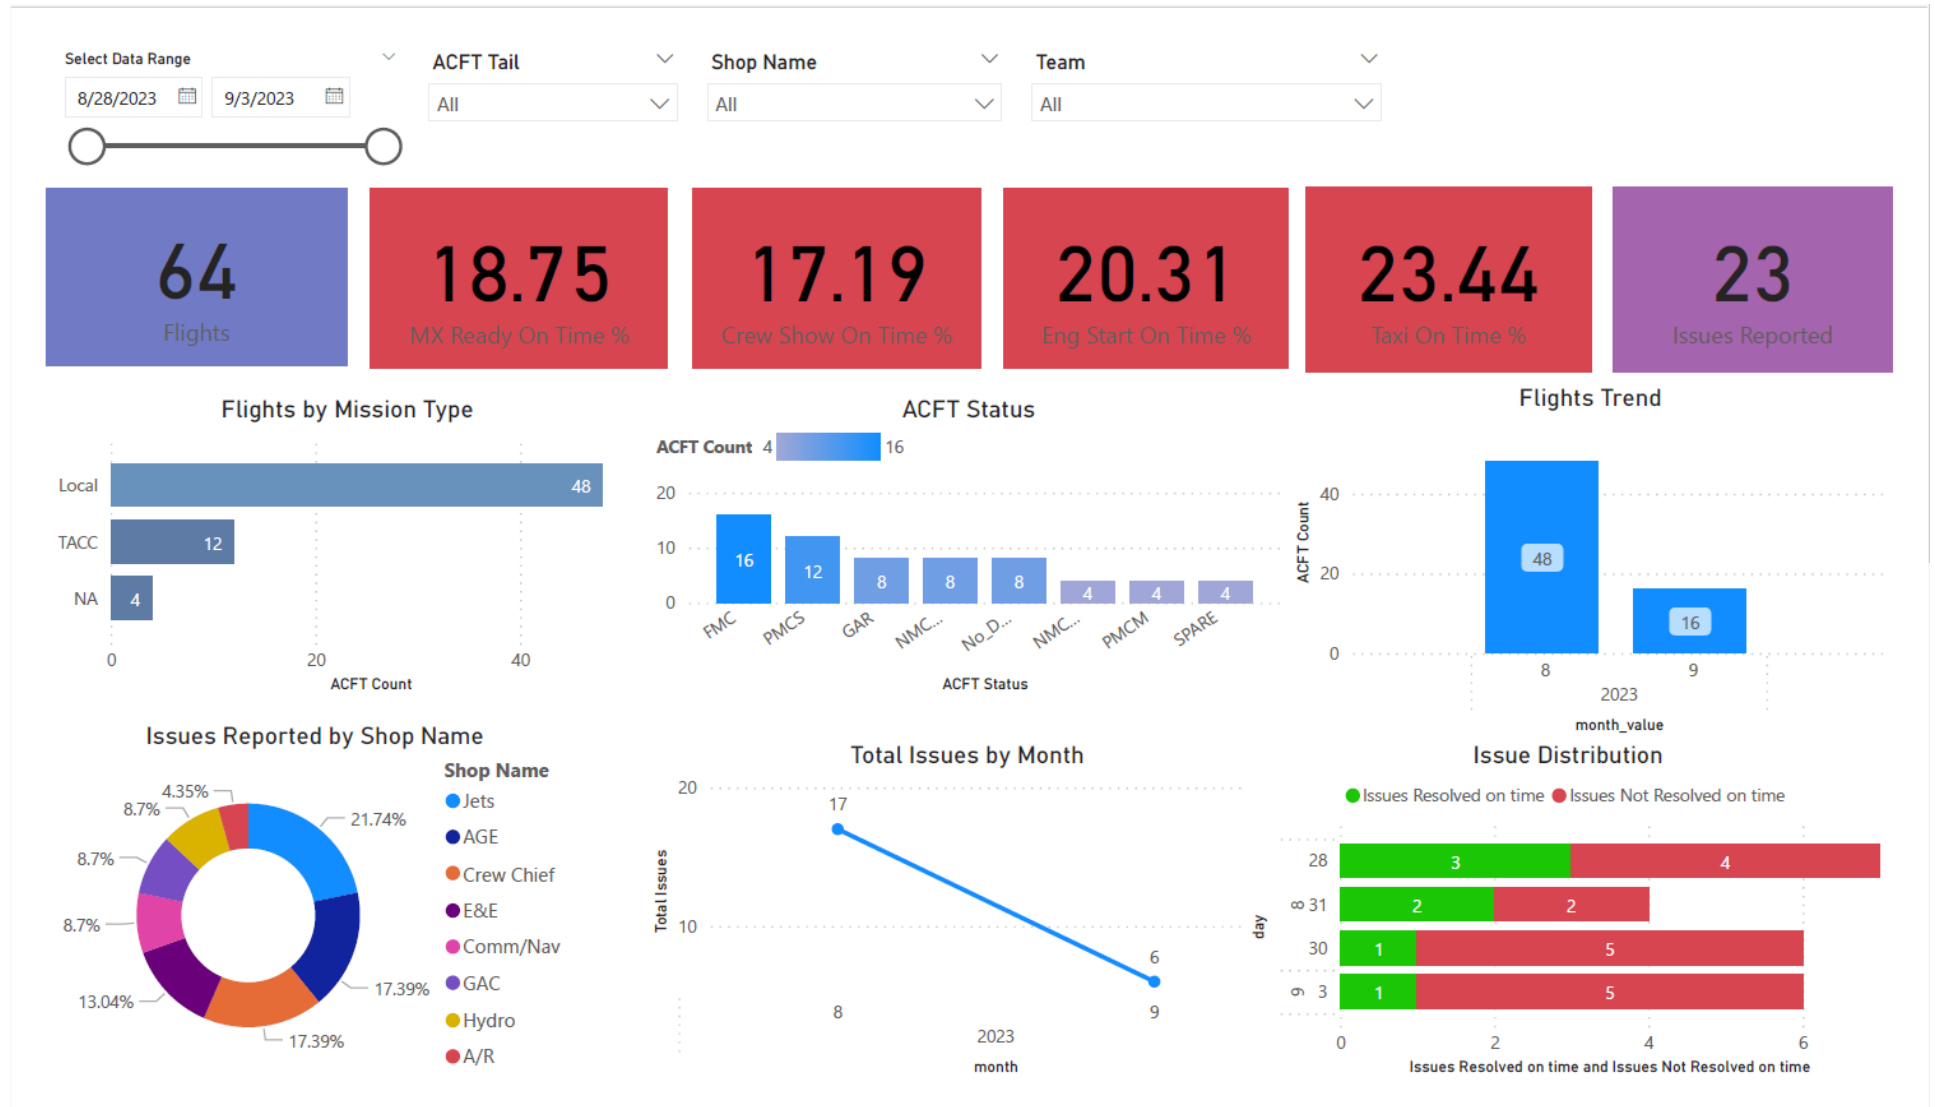 Select Data Range
8/28/2023
9/3/2023
ACFT Tail
All
Shop Name
All
Team
All
64
Flights
18.75
MX Ready On Time %
17.19
Crew Show On Time %
20.31
Eng Start On Time %
23.44
Taxi On Time %
23
Issues Reported
Flights by Mission Type
Local
48
TACC
12
NA
4
0
20
40
ACFT Count
ACFT Status
ACFT Count 4 16
20
10
0
16
12
8
8
8
4
4
4
FMC
PMCS
GAR
NMC...
No_D...
NMC...
PMCM
SPARE
ACFT Status
Flights Trend
ACFT Count
40
20
0
48
16
8
9
2023
month_value
Issues Reported by Shop Name
4.35%
8.7%
8.7%
8.7%
13.04%
17.39%
17.39%
21.74%
Shop Name
Jets
AGE
Crew Chief
E&E
Comm/Nav
GAC
Hydro
A/R
Total Issues by Month
Total Issues
20
10
17
6
8
9
2023
month
Issue Distribution
Issues Resolved on time Issues Not Resolved on time
day
8
28
3
4
31
2
2
30
1
5
9
3
1
5
0
2
4
6
Issues Resolved on time and Issues Not Resolved on time